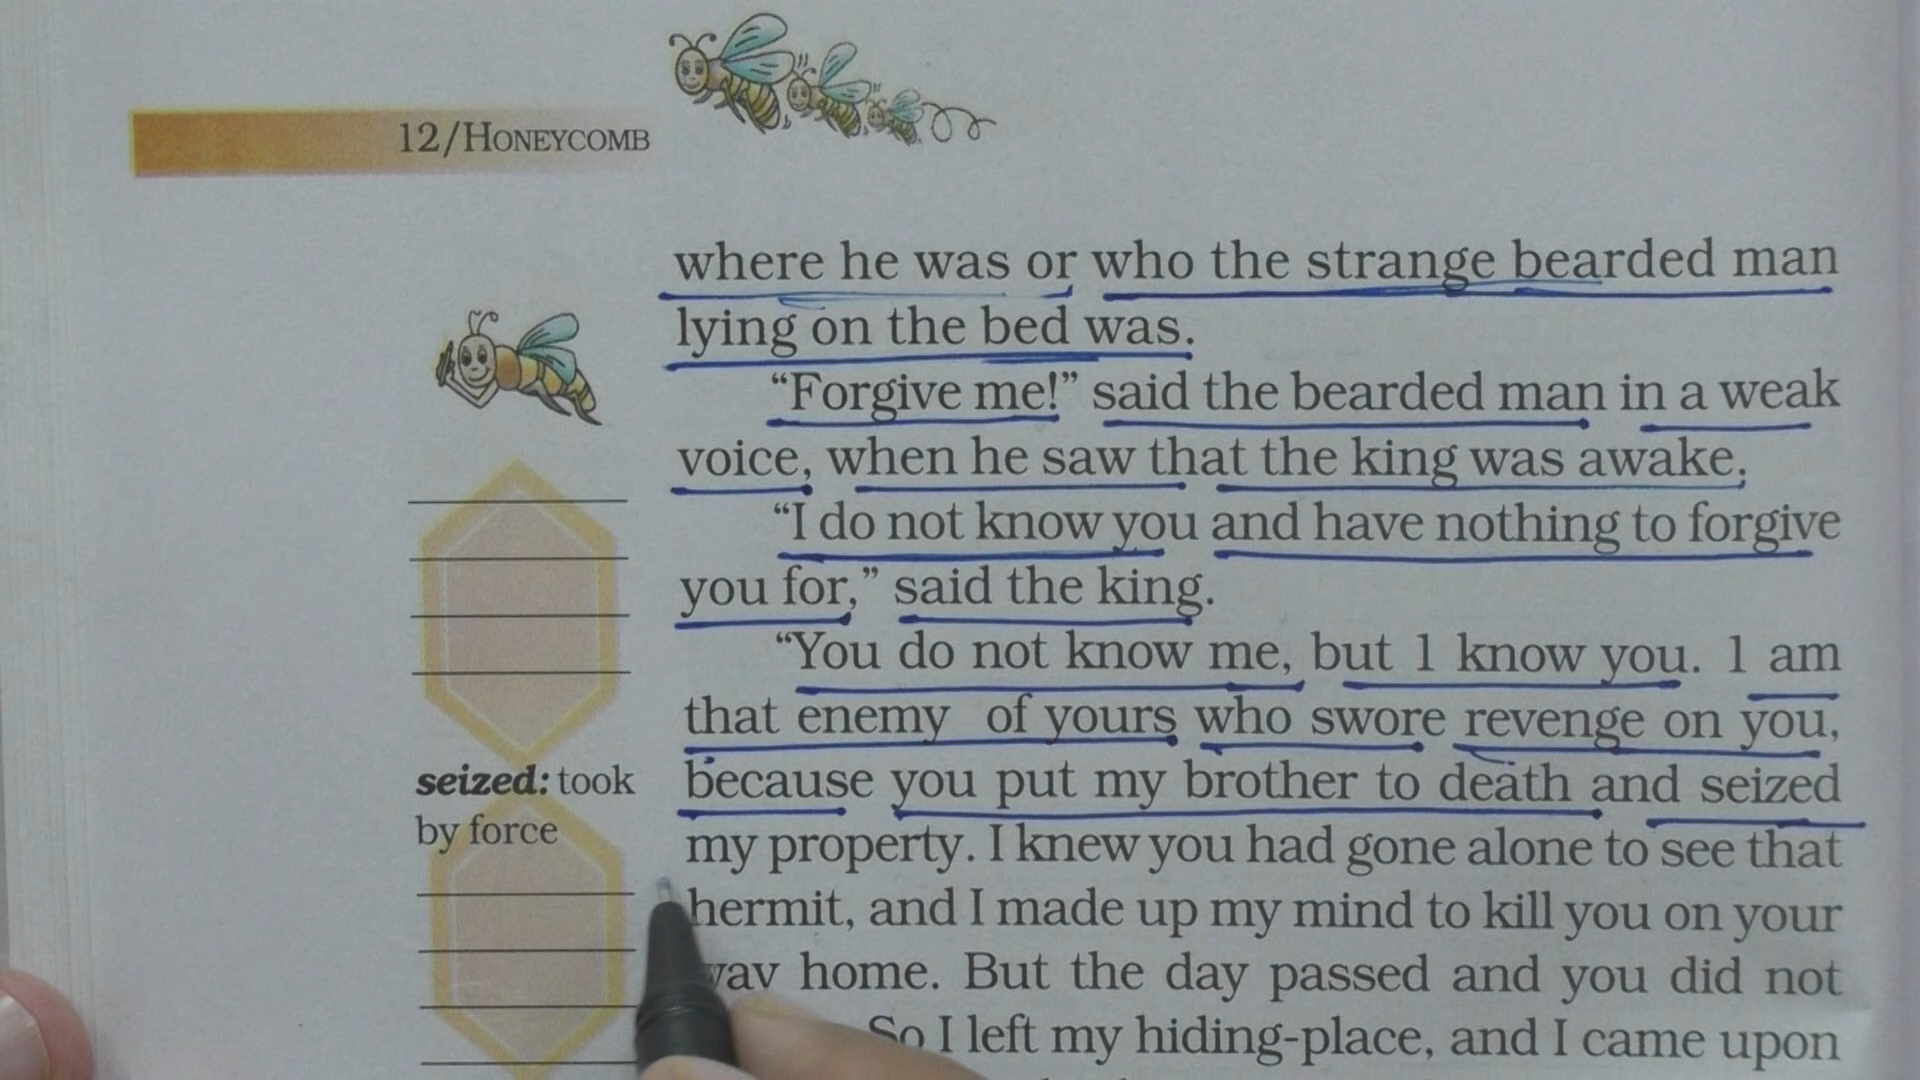 12/HONEYCOMB
where he was or who the strange bearded man
lying on the bed was.
“Forgive me!” said the bearded man in a weak
voice, when he saw that the king was awake.
“I do not know you and have nothing to forgive
you for,” said the king.
“You do not know me, but 1 know you. 1 am
that enemy of yours who swore revenge on you,
because you put my brother to death and seized
seized: took
by force
my property. I knew you had gone alone to see that
hermit, and I made up my mind to kill you on your
way home. But the day passed and you did not
So I left my hiding-place, and I came upon